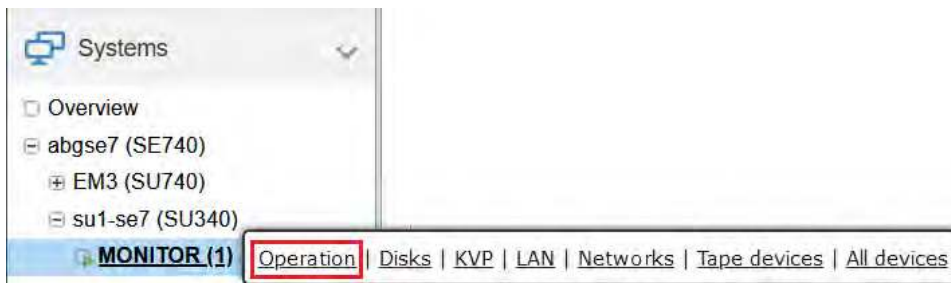 Systems
Overview
abgse7 (SE740)
EM3 (SU740)
su1-se7 (SU340)
MONITOR (1) Operation | Disks | KVP | LAN | Networks | Tape devices | All devices